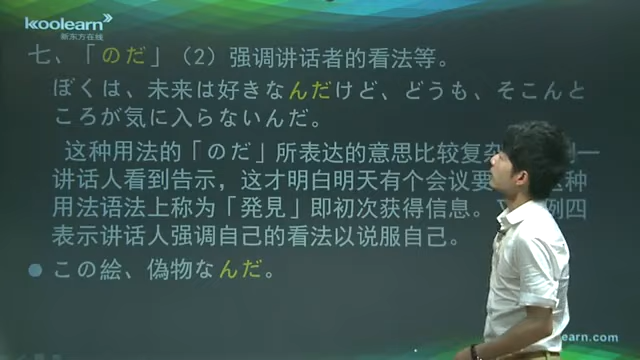 koolearn
新东方在线
七、「のだ」（2）强调讲话者的看法等。
ぼくは、未来は好きなんだけど、どうも、そこんと
ころが気に入らないんだ。
这种用法的「のだ」所表达的意思比较复杂
一
讲话人看到告示，这才明白明天有个会议要
种
用法语法上称为「発見」即初次获得信息。
例四
表示讲话人强调自己的看法以说服自己。
この絵、偽物なんだ。
earn.com